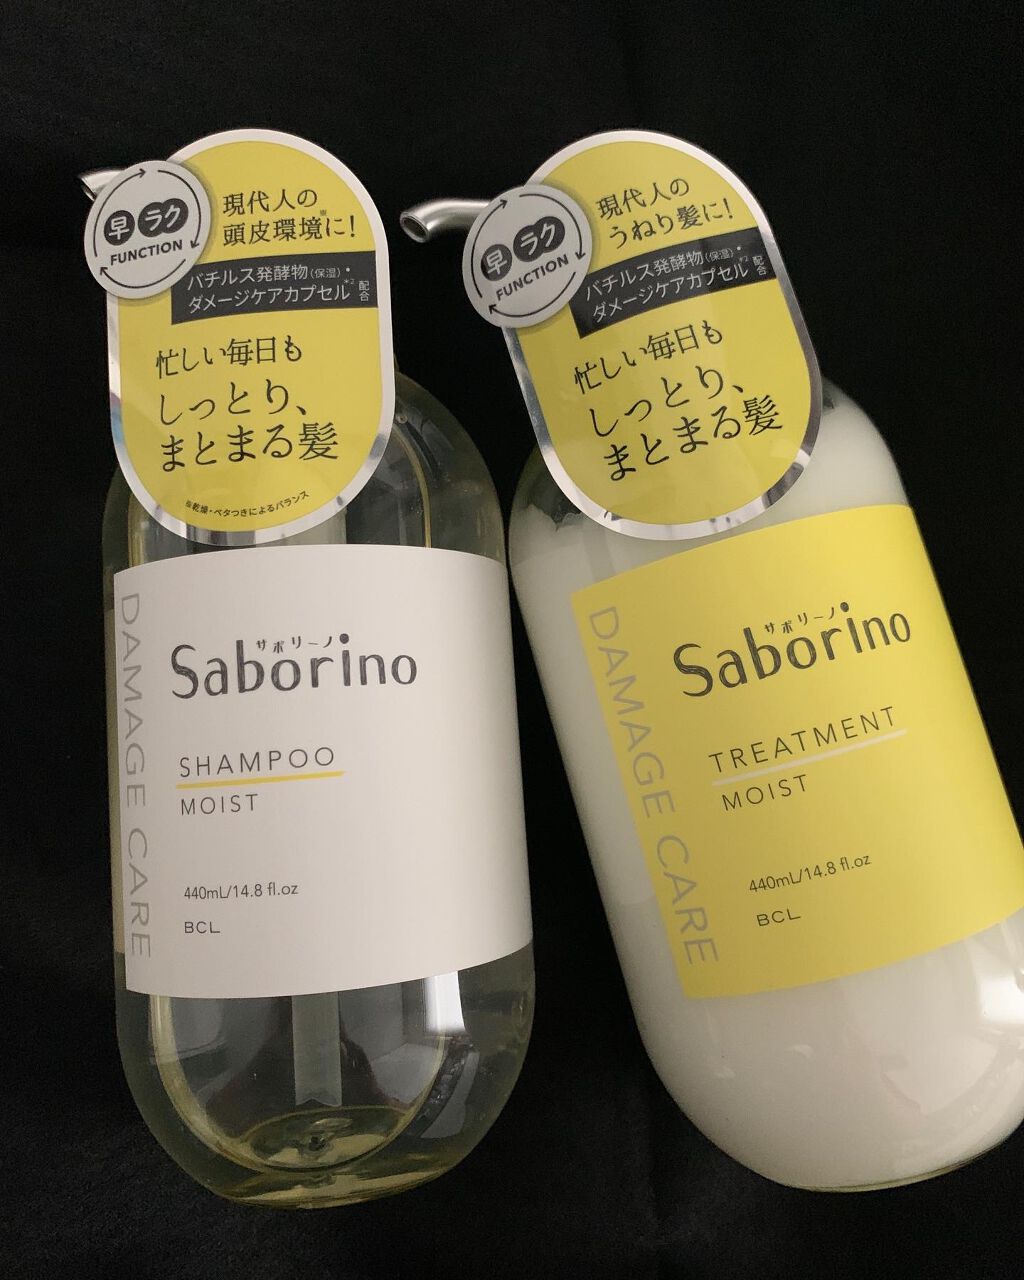 早 ラク
FUNCTION
現代人の
頭皮環境※に!
バチルス発酵物(保湿)・
ダメージケアカプセル*2配合
忙しい毎日も
しっとり、
まとまる髪
※乾燥・ベタつきによるバランス
DAMAGE CARE
サボリーノ
Saborino
SHAMPOO
MOIST
440mL/14.8 fl.oz
BCL
早 ラク
FUNCTION
現代人の
うねり髪に!
バチルス発酵物(保湿)・
ダメージケアカプセル*2配合
忙しい毎日も
しっとり、
まとまる髪
DAMAGE CARE
サボリーノ
Saborino
TREATMENT
MOIST
440mL/14.8 fl.oz
BCL